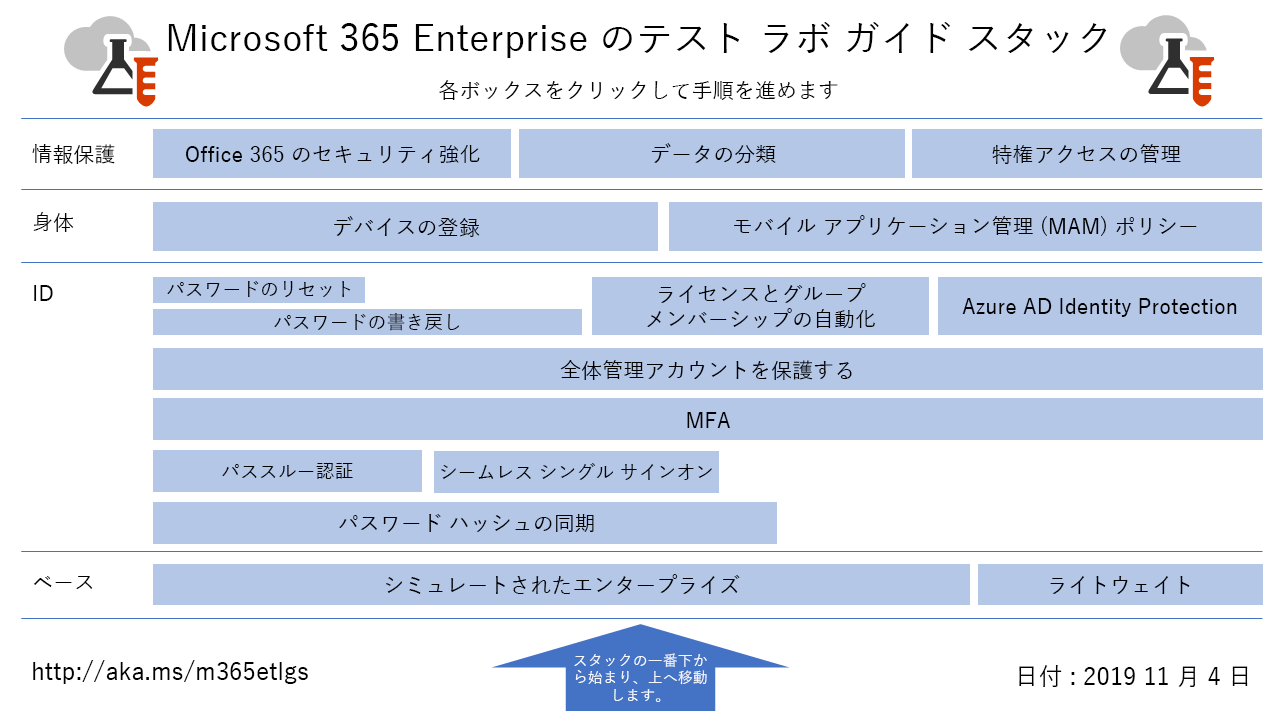 Microsoft 365 Enterprise のテスト ラボ ガイド スタック
各ボックスをクリックして手順を進めます
情報保護
Office 365 のセキュリティ強化
データの分類
特権アクセスの管理
身体
デバイスの登録
モバイル アプリケーション管理 (MAM) ポリシー
ID
パスワードのリセット
パスワードの書き戻し
ライセンスとグループ
メンバーシップの自動化
Azure AD Identity Protection
全体管理アカウントを保護する
MFA
パススルー認証
シームレス シングル サインオン
パスワード ハッシュの同期
ベース
シミュレートされたエンタープライズ
ライトウェイト
スタックの一番下か
ら始まり、上へ移動
します。
http://aka.ms/m365etlgs
日付 : 2019 11 月 4 日